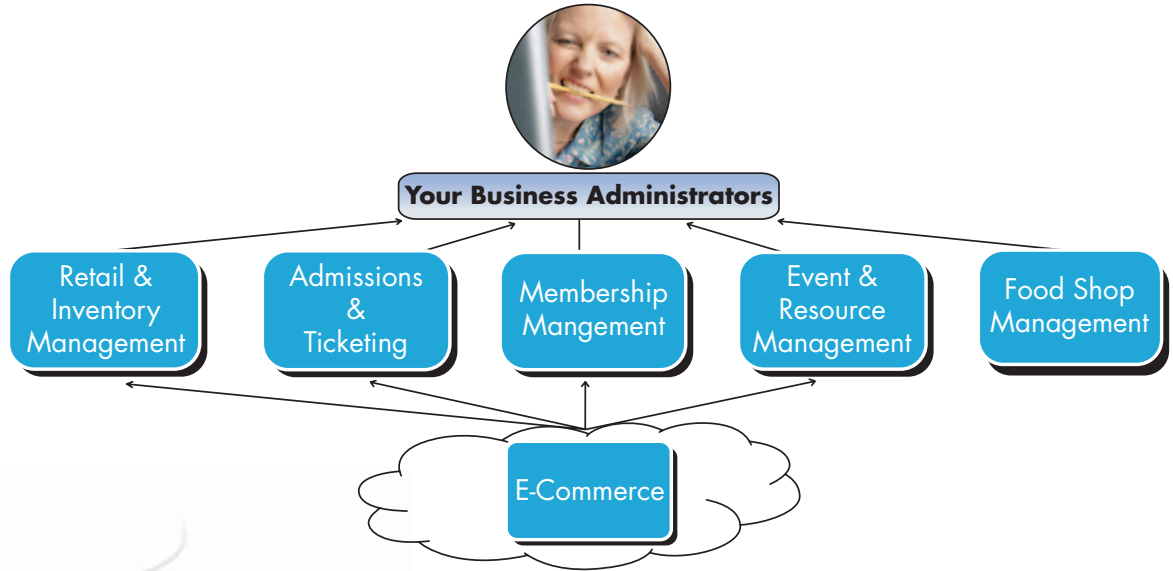 Your Business Administrators
Retail &
Inventory
Management
Admissions
&
Ticketing
Membership
Mangement
Event &
Resource
Management
Food Shop
Management
E-Commerce